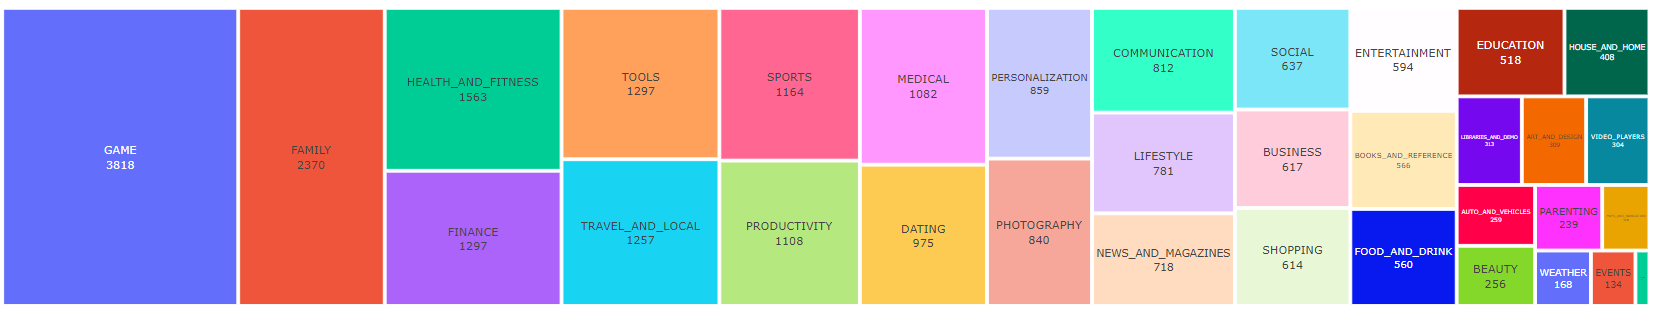 GAME
3818
FAMILY
2370
HEALTH_AND_FITNESS
1563
FINANCE
1297
TOOLS
1297
TRAVEL_AND_LOCAL
1257
SPORTS
1164
PRODUCTIVITY
1108
MEDICAL
1082
DATING
975
PERSONALIZATION
859
PHOTOGRAPHY
840
COMMUNICATION
812
LIFESTYLE
781
NEWS_AND_MAGAZINES
718
SOCIAL
637
BUSINESS
617
SHOPPING
614
ENTERTAINMENT
594
BOOKS_AND_REFERENCE
566
FOOD_AND_DRINK
560
EDUCATION
518
HOUSE_AND_HOME
408
LIBRARIES_AND_DEMO
313
ART_AND_DESIGN
VIDEO_PLAYERS
304
AUTO_AND_VEHICLES
259
BEAUTY
256
PARENTING
239
WEATHER
168
EVENTS
134